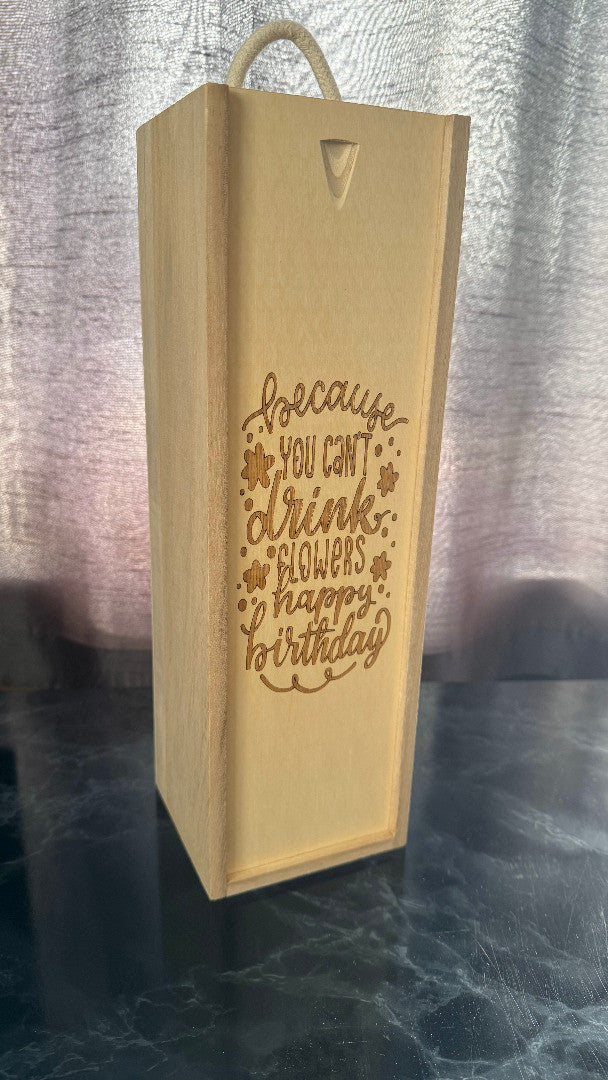 because
YOU CaN'T
drink
FLOWERS
happy
birthday